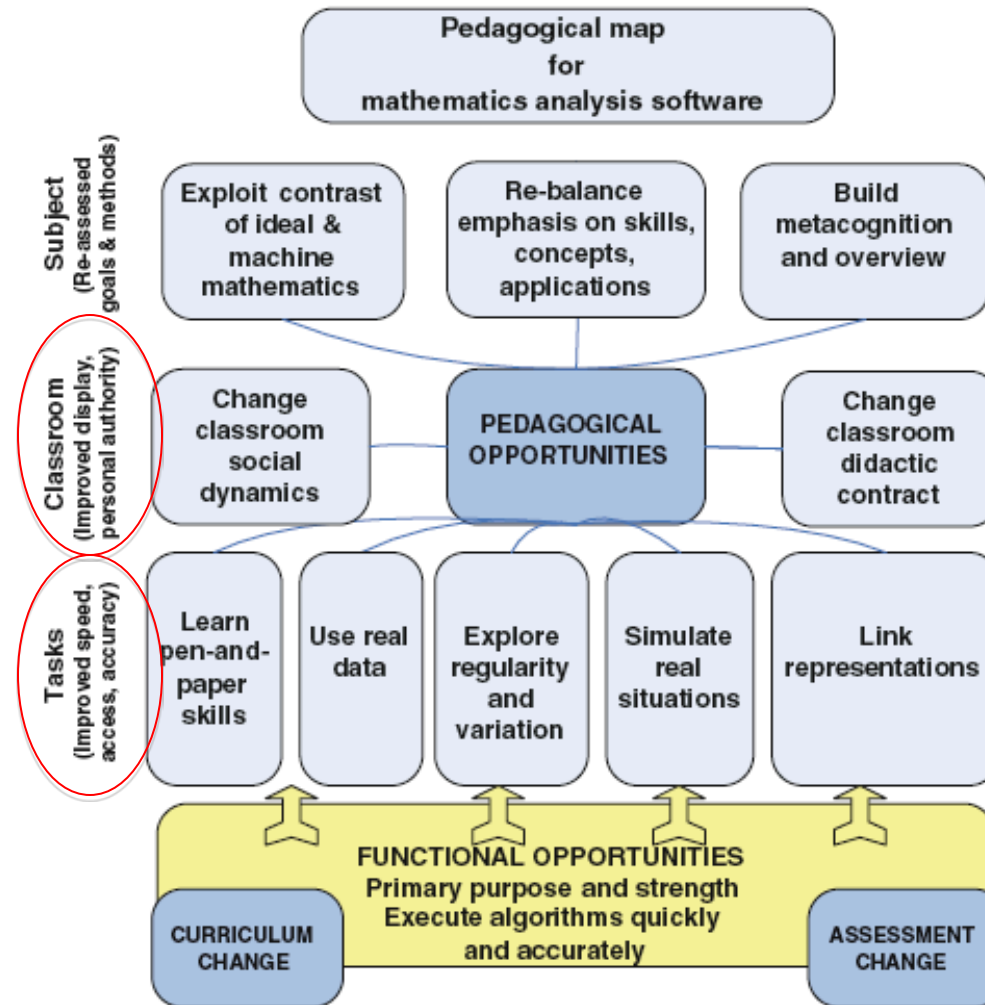 Pedagogical map
for
mathematics analysis software
Subject
(Re-assessed
goals & methods)
Exploit contrast
of ideal &
machine
mathematics
Re-balance
emphasis on skills,
concepts,
applications
Build
metacognition
and overview
Classroom
(Improved display,
personal authority)
Change
classroom
social
dynamics
PEDAGOGICAL
OPPORTUNITIES
Change
classroom
didactic
contract
Tasks
(Improved speed,
access, accuracy)
Learn
pen-and-
paper
skills
Use real
data
Explore
regularity
and
variation
Simulate
real
situations
Link
representations
FUNCTIONAL OPPORTUNITIES
Primary purpose and strength
Execute algorithms quickly
and accurately
CURRICULUM
CHANGE
ASSESSMENT
CHANGE